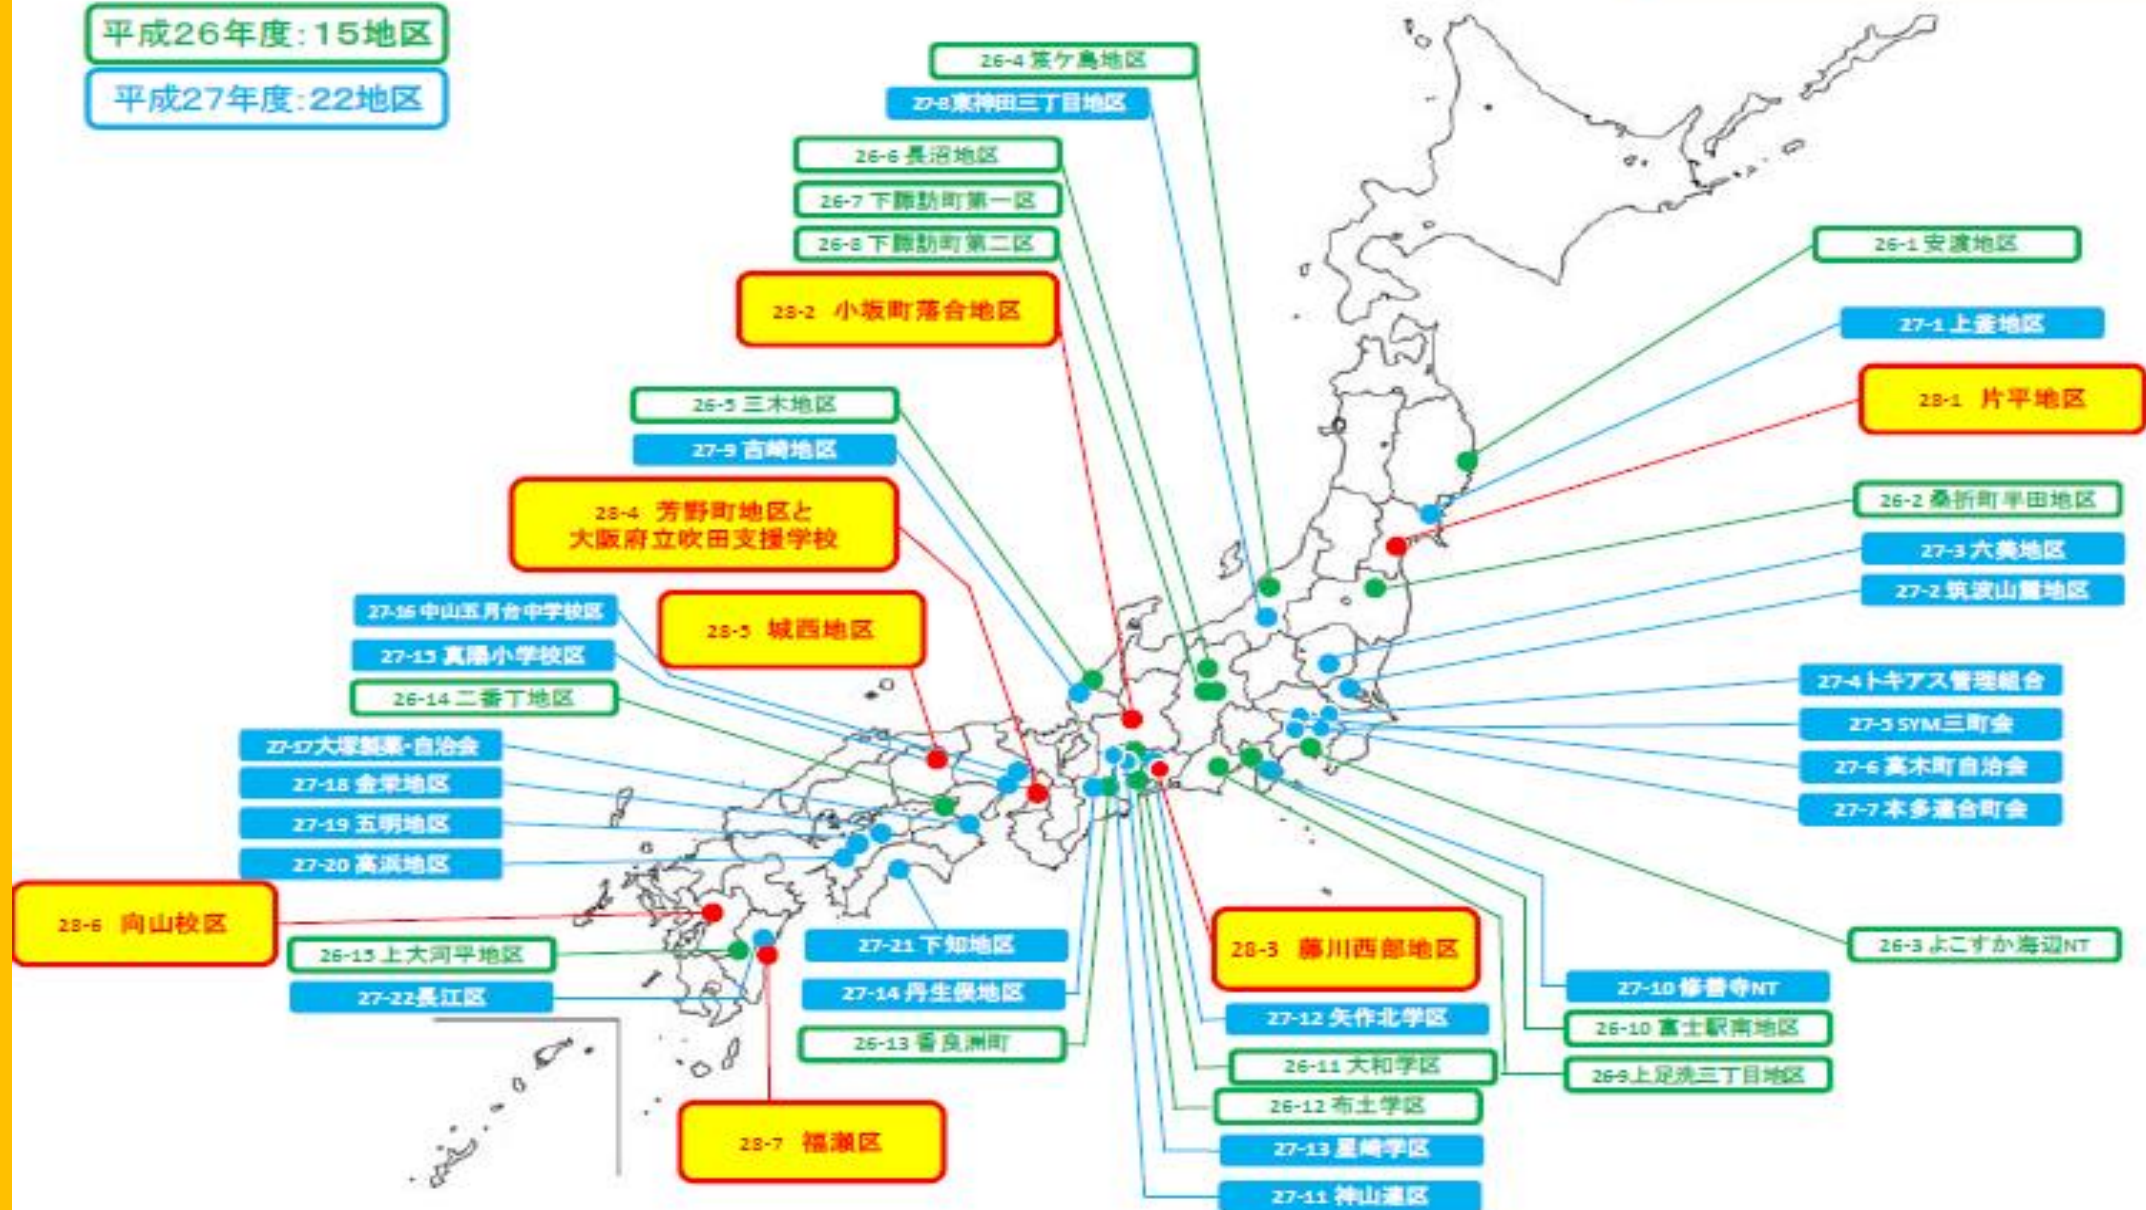 平成26年度:15地区
平成27年度:22地区
26-4 笈ケ島地区
27-8東神田三丁目地区
26-6 長沼地区
26-7 下諏訪町第一区
26-8 下諏訪町第二区
28-2 小坂町落合地区
26-1 安渡地区
27-1 上釜地区
28-1 片平地区
26-5 三木地区
27-9 吉崎地区
28-4 芳野町地区と
大阪府立吹田支援学校
26-2 桑折町半田地区
27-3 六美地区
27-2 筑波山麓地区
27-16 中山五月台中学校区
28-5 城西地区
27-15 真陽小学校区
26-14 二番丁地区
27-4トキアス管理組合
27-5 SYM三町会
27-6 高木町自治会
27-7 本多連合町会
27-17大塚製薬・自治会
27-18 金栄地区
27-19 五明地区
27-20 高浜地区
28-6 向山校区
26-15 上大河平地区
27-22長江区
27-21 下知地区
27-14 丹生俣地区
26-13 香良洲町
28-3 藤川西部地区
26-3 よこすか海辺NT
27-10 修善寺NT
27-12 矢作北学区
26-10 富士駅南地区
26-11 大和学区
26-9上足洗三丁目地区
26-12 布土学区
28-7 福瀬区
27-13 星崎学区
27-11 神山連区